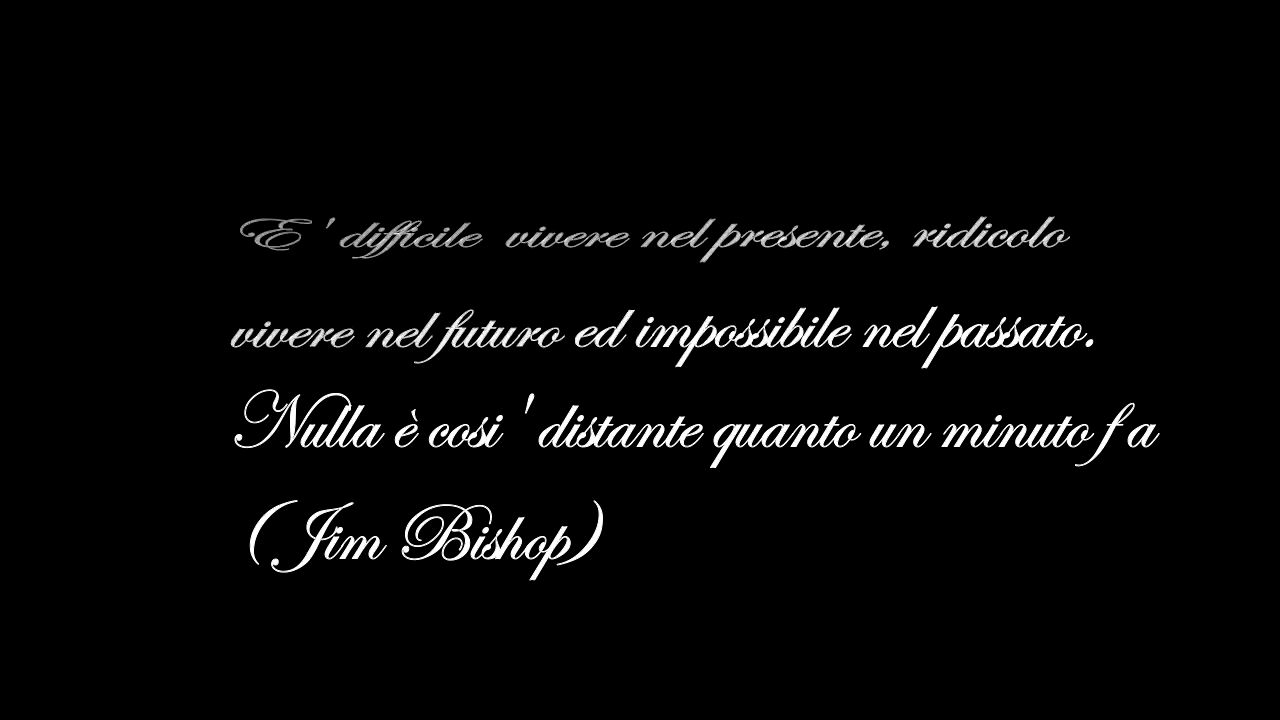 E ' difficile vivere nel presente, ridicolo
vivere nel futuro ed impossibile nel passato.
Nulla è cosi ' distante quanto un minuto fa
(Jim Bishop)